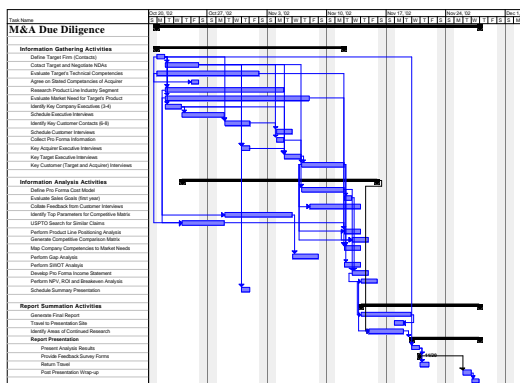 Oct 20, '02 Oct 27, '02 Nov 3, '02 Nov 10, '02 Nov 17, '02 Nov 24, '02 Dec 1,
Task Name S M T W T F S S M T W T F S S M T W T F S S M T W T F S S M T W T F S S M T W T F S S
M&A Due Diligence
Information Gathering Activities
Define Target Firm (Contacts)
Cotact Target and Negotiate NDAs
Evaluate Target's Technical Competencies
Agree on Stated Competencies of Acquirer
Research Product Line Industry Segment
Evaluate Market Need for Target's Product
Identify Key Company Executives (3-4)
Schedule Executive Interviews
Identify Key Customer Contacts (6-8)
Schedule Customer Interviews
Collect Pro Forma Information
Key Acquirer Executive Interviews
Key Target Executive Interviews
Key Customer (Target and Acquirer) Interviews
Information Analysis Activities
Define Pro Forma Cost Model
Evaluate Sales Goals (first year)
Collate Feedback from Customer Interviews
Identify Top Parameters for Competitive Matrix
USPTO Search for Similar Claims
Perform Product Line Positioning Analysis
Generate Competitive Comparison Matrix
Map Company Competencies to Market Needs
Perform Gap Analysis
Perform SWOT Analysis
Develop Pro Forma Income Statement
Perform NPV, ROI and Breakeven Analysis
Schedule Summary Presentation
Report Summation Activities
Generate Final Report
Travel to Presentation Site
Identify Areas of Continued Research
Report Presentation
Present Analysis Results
Provide Feedback Survey Forms 11/20
Return Travel
Post Presentation Wrap-up